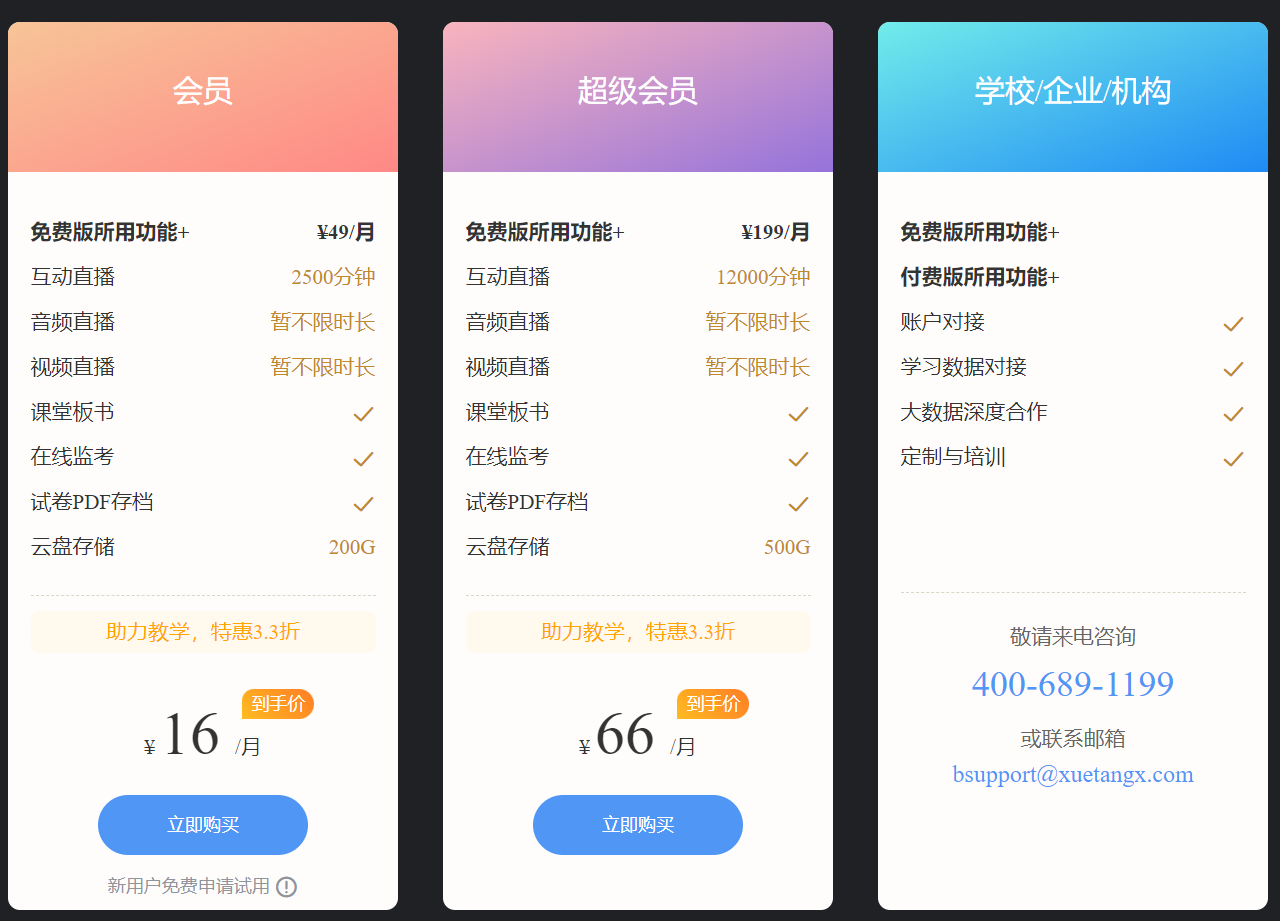 会员
免费版所用功能+ ¥49/月
互动直播 2500分钟
音频直播 暂不限时长
视频直播 暂不限时长
课堂板书
在线监考
试卷PDF存档
云盘存储 200G
助力教学，特惠3.3折
到手价
¥ 16 /月
立即购买
新用户免费申请试用
超级会员
免费版所用功能+ ¥199/月
互动直播 12000分钟
音频直播 暂不限时长
视频直播 暂不限时长
课堂板书
在线监考
试卷PDF存档
云盘存储 500G
助力教学，特惠3.3折
到手价
¥ 66 /月
立即购买
学校/企业/机构
免费版所用功能+
付费版所用功能+
账户对接
学习数据对接
大数据深度合作
定制与培训
敬请来电咨询
400-689-1199
或联系邮箱
bsupport@xuetangx.com